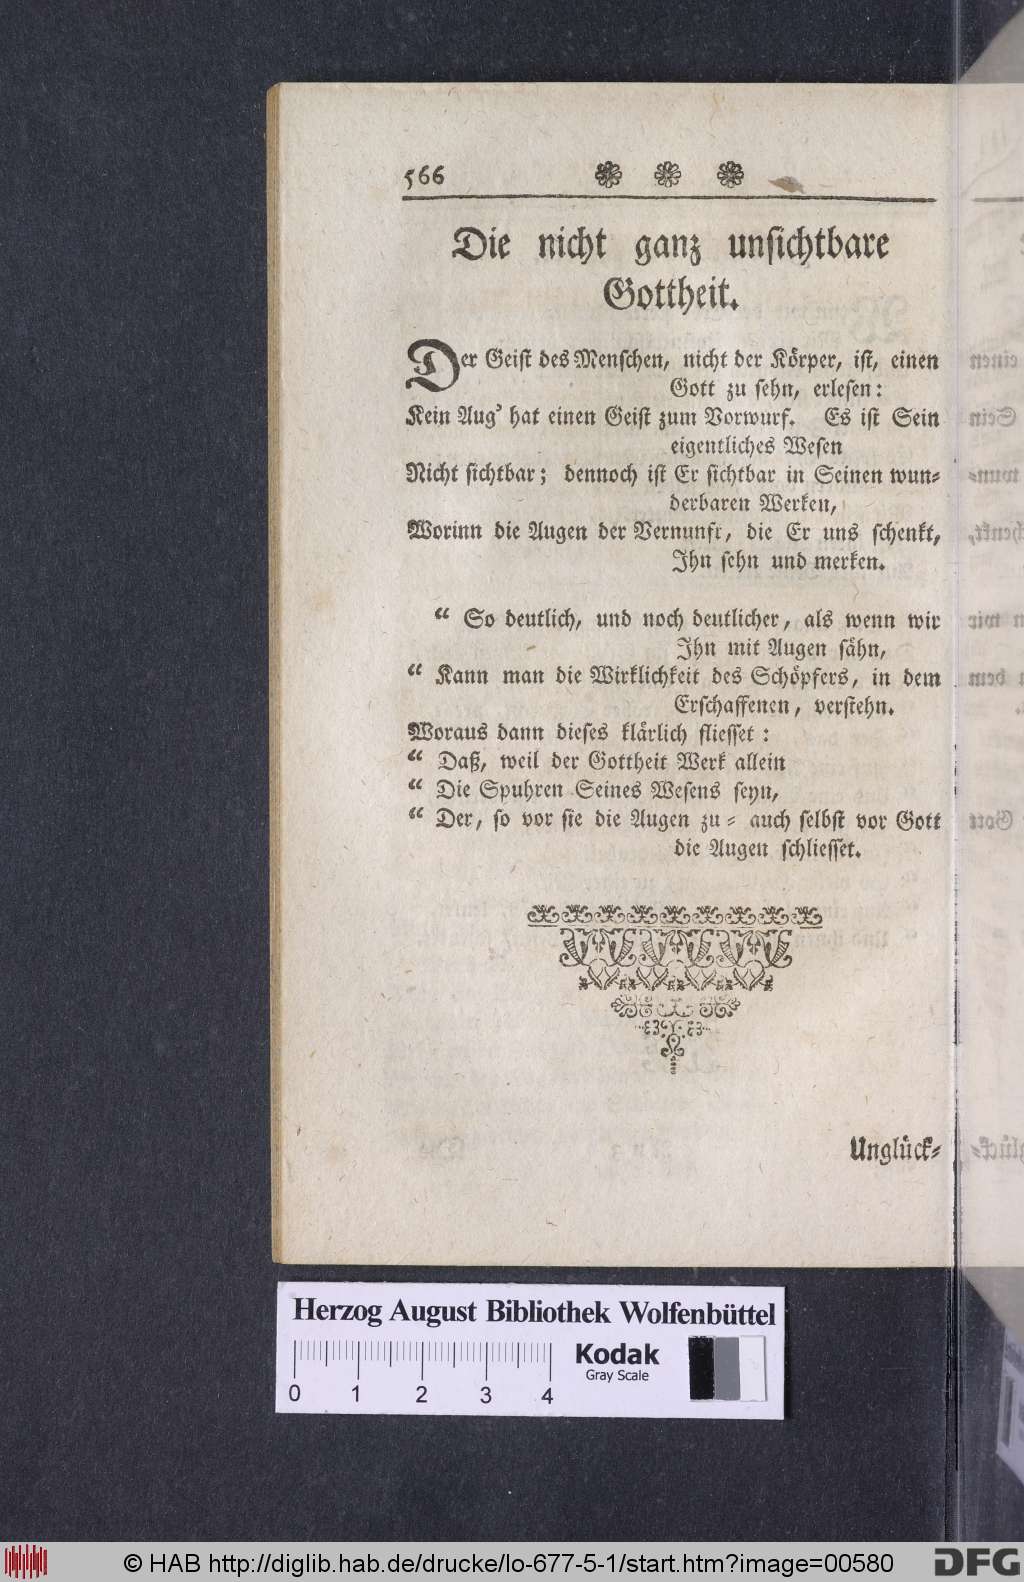 566
Die nicht ganz unsichtbare
Gottheit.
Der Geist des Menschen, nicht der Körper, ist, einen
Gott zu sehn, erlesen:
Kein Aug' hat einen Geist zum Vorwurf. Es ist Sein
eigentliches Wesen
Nicht sichtbar; dennoch ist Er sichtbar in Seinen wun-
derbaren Werken,
Worinn die Augen der Vernunft, die Er uns schenkt,
Ihn sehn und merken.
“ So deutlich, und noch deutlicher, als wenn wir
Ihn mit Augen sähn,
“ Kann man die Wirklichkeit des Schöpfers, in dem
Erschaffenen, verstehn.
Woraus dann dieses klärlich fliesset:
“ Daß, weil der Gottheit Werk allein
“ Die Spuhren Seines Wesens seyn,
“ Der, so vor sie die Augen zu- auch selbst vor Gott
die Augen schliesset.
Unglück-
Herzog August Bibliothek Wolfenbüttel
Kodak
Gray Scale
0 1 2 3 4
© HAB http://diglib.hab.de/drucke/lo-677-5-1/start.htm?image=00580
DFG